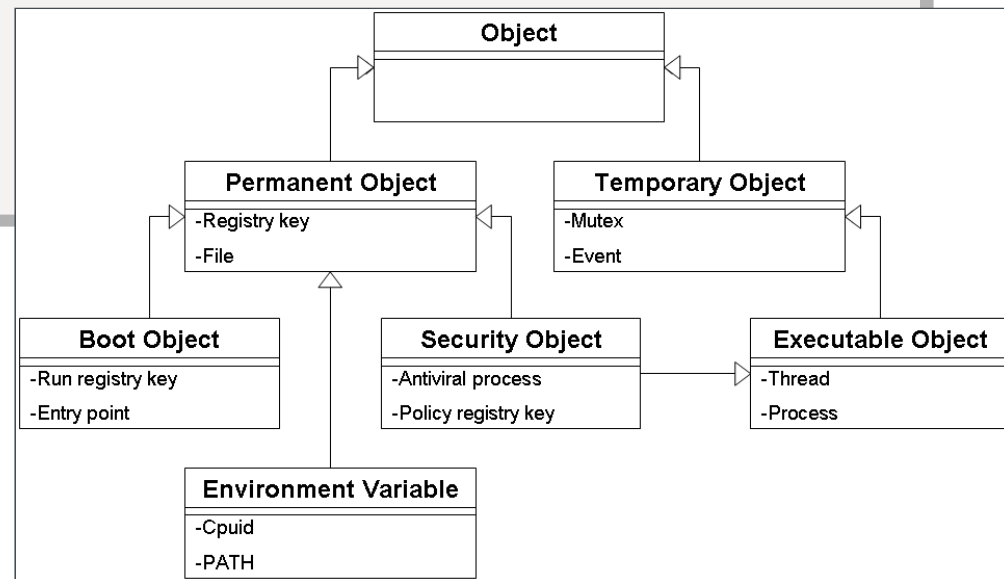 Object
Permanent Object
-Registry key
-File
Temporary Object
-Mutex
-Event
Boot Object
-Run registry key
-Entry point
Security Object
-Antiviral process
-Policy registry key
Executable Object
-Thread
-Process
Environment Variable
-Cpuid
-PATH